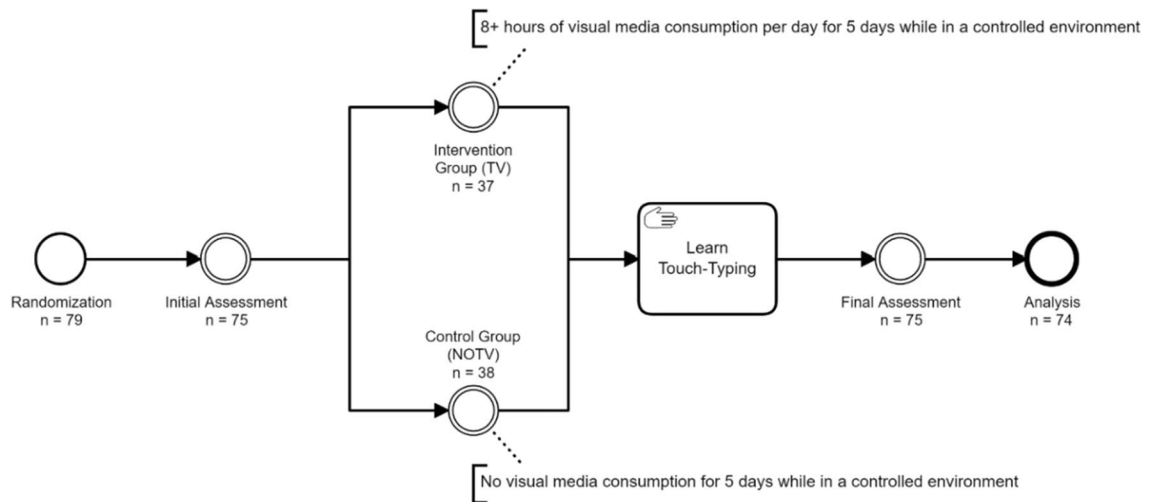 8+ hours of visual media consumption per day for 5 days while in a controlled environment
Intervention
Group (TV)
n = 37
Randomization
n = 79
Initial Assessment
n = 75
Control Group
(NOTV)
n = 38
Learn
Touch-Typing
Final Assessment
n = 75
Analysis
n = 74
No visual media consumption for 5 days while in a controlled environment